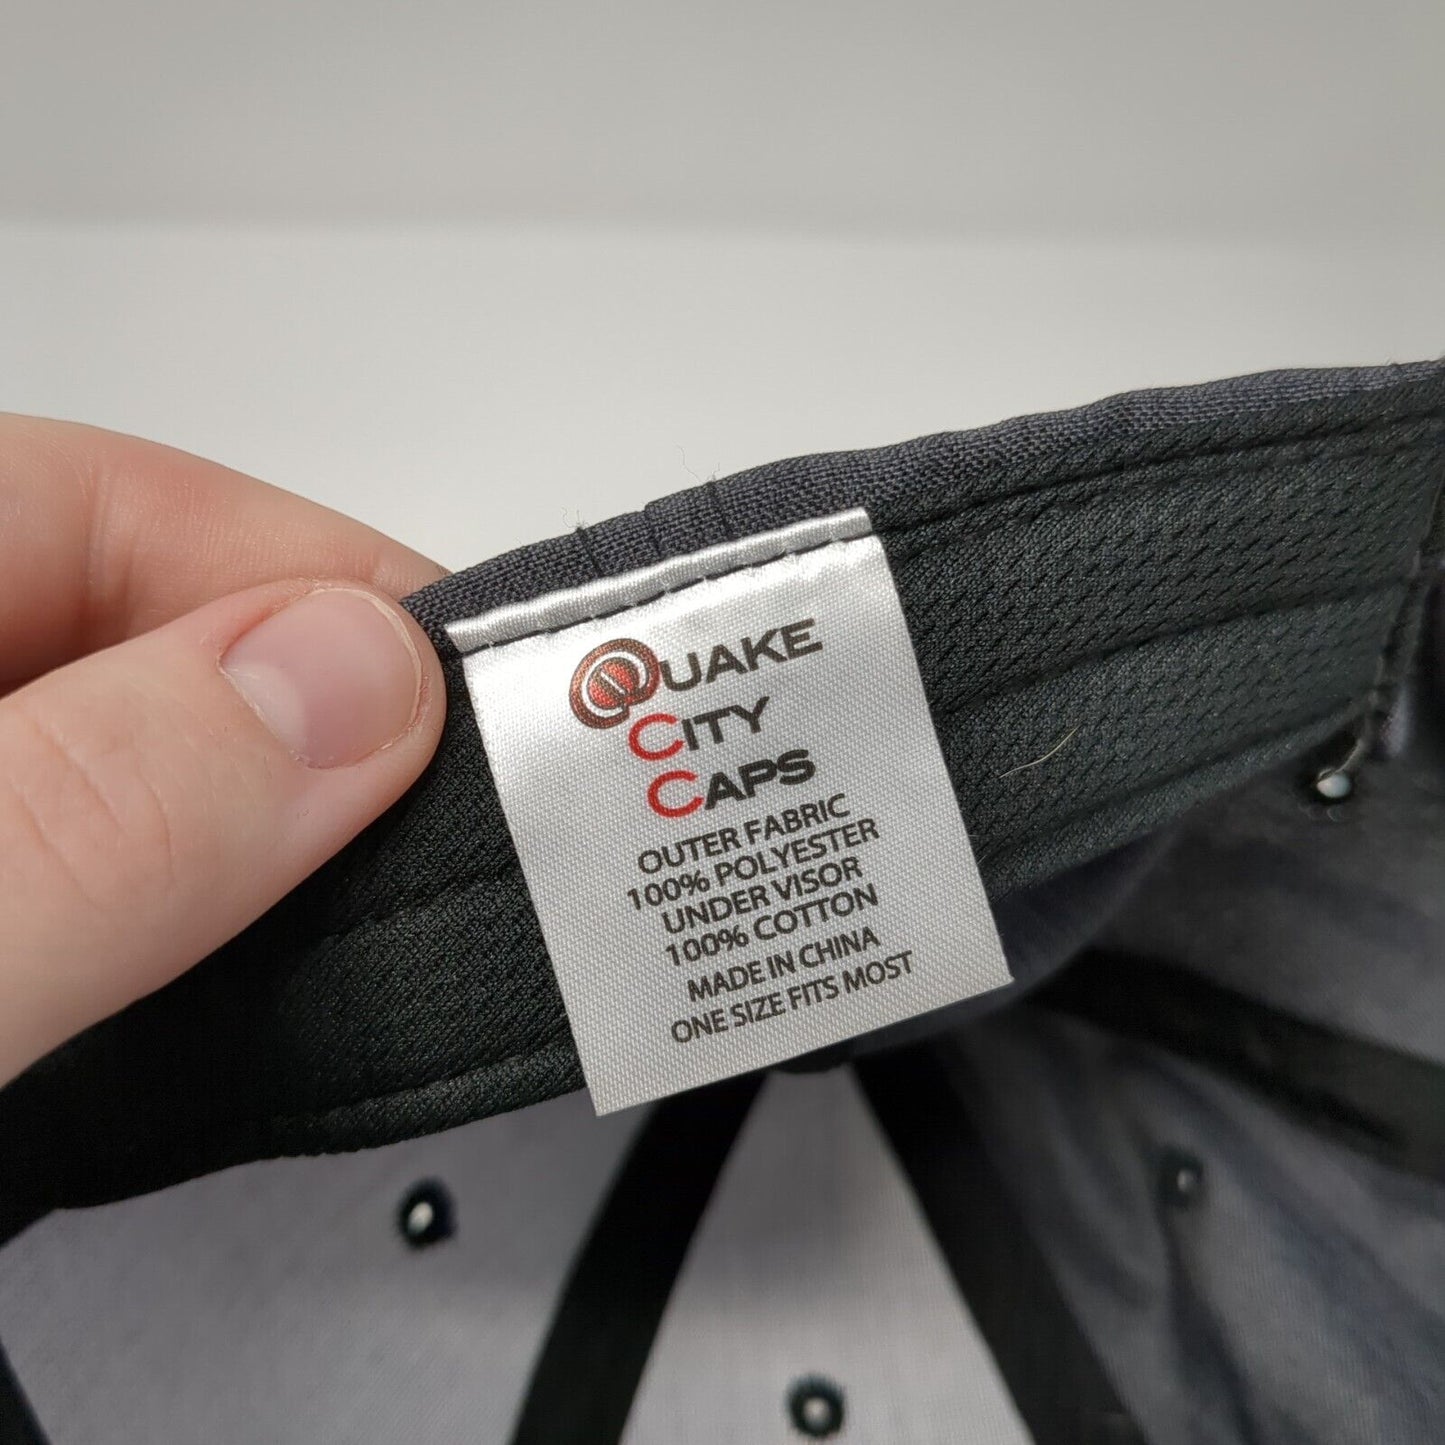 QUAKE
CITY
CAPS
OUTER FABRIC
100% POLYESTER
UNDER VISOR
100% COTTON
MADE IN CHINA
ONE SIZE FITS MOST